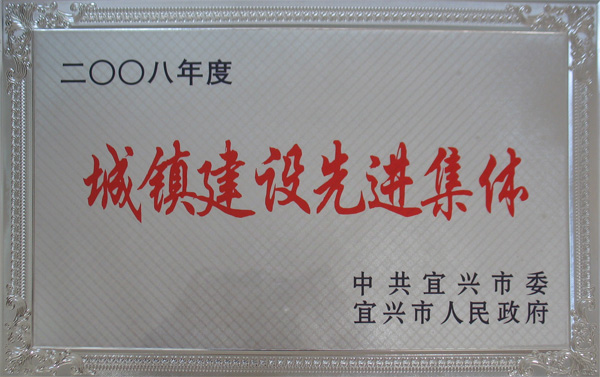 二〇〇八年度
城镇建设先进集体
中共宜兴市委
宜兴市人民政府